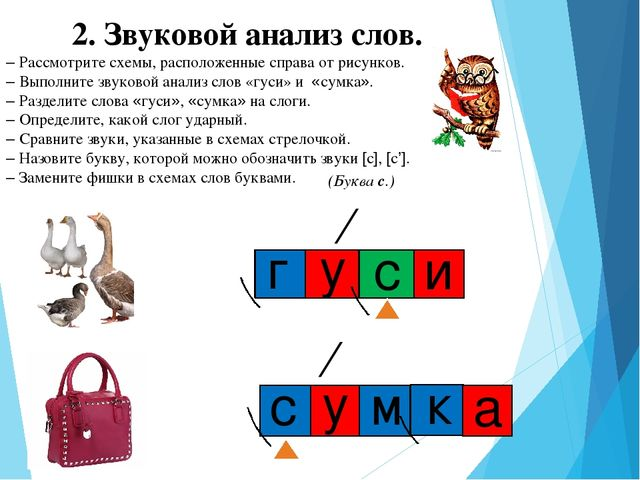 2. Звуковой анализ слов.
– Рассмотрите схемы, расположенные справа от рисунков.
– Выполните звуковой анализ слов «гуси» и «сумка».
– Разделите слова «гуси», «сумка» на слоги.
– Определите, какой слог ударный.
– Сравните звуки, указанные в схемах стрелочкой.
– Назовите букву, которой можно обозначить звуки [с], [с’].
– Замените фишки в схемах слов буквами.
(Буква с.)
г у с и
с у м к а